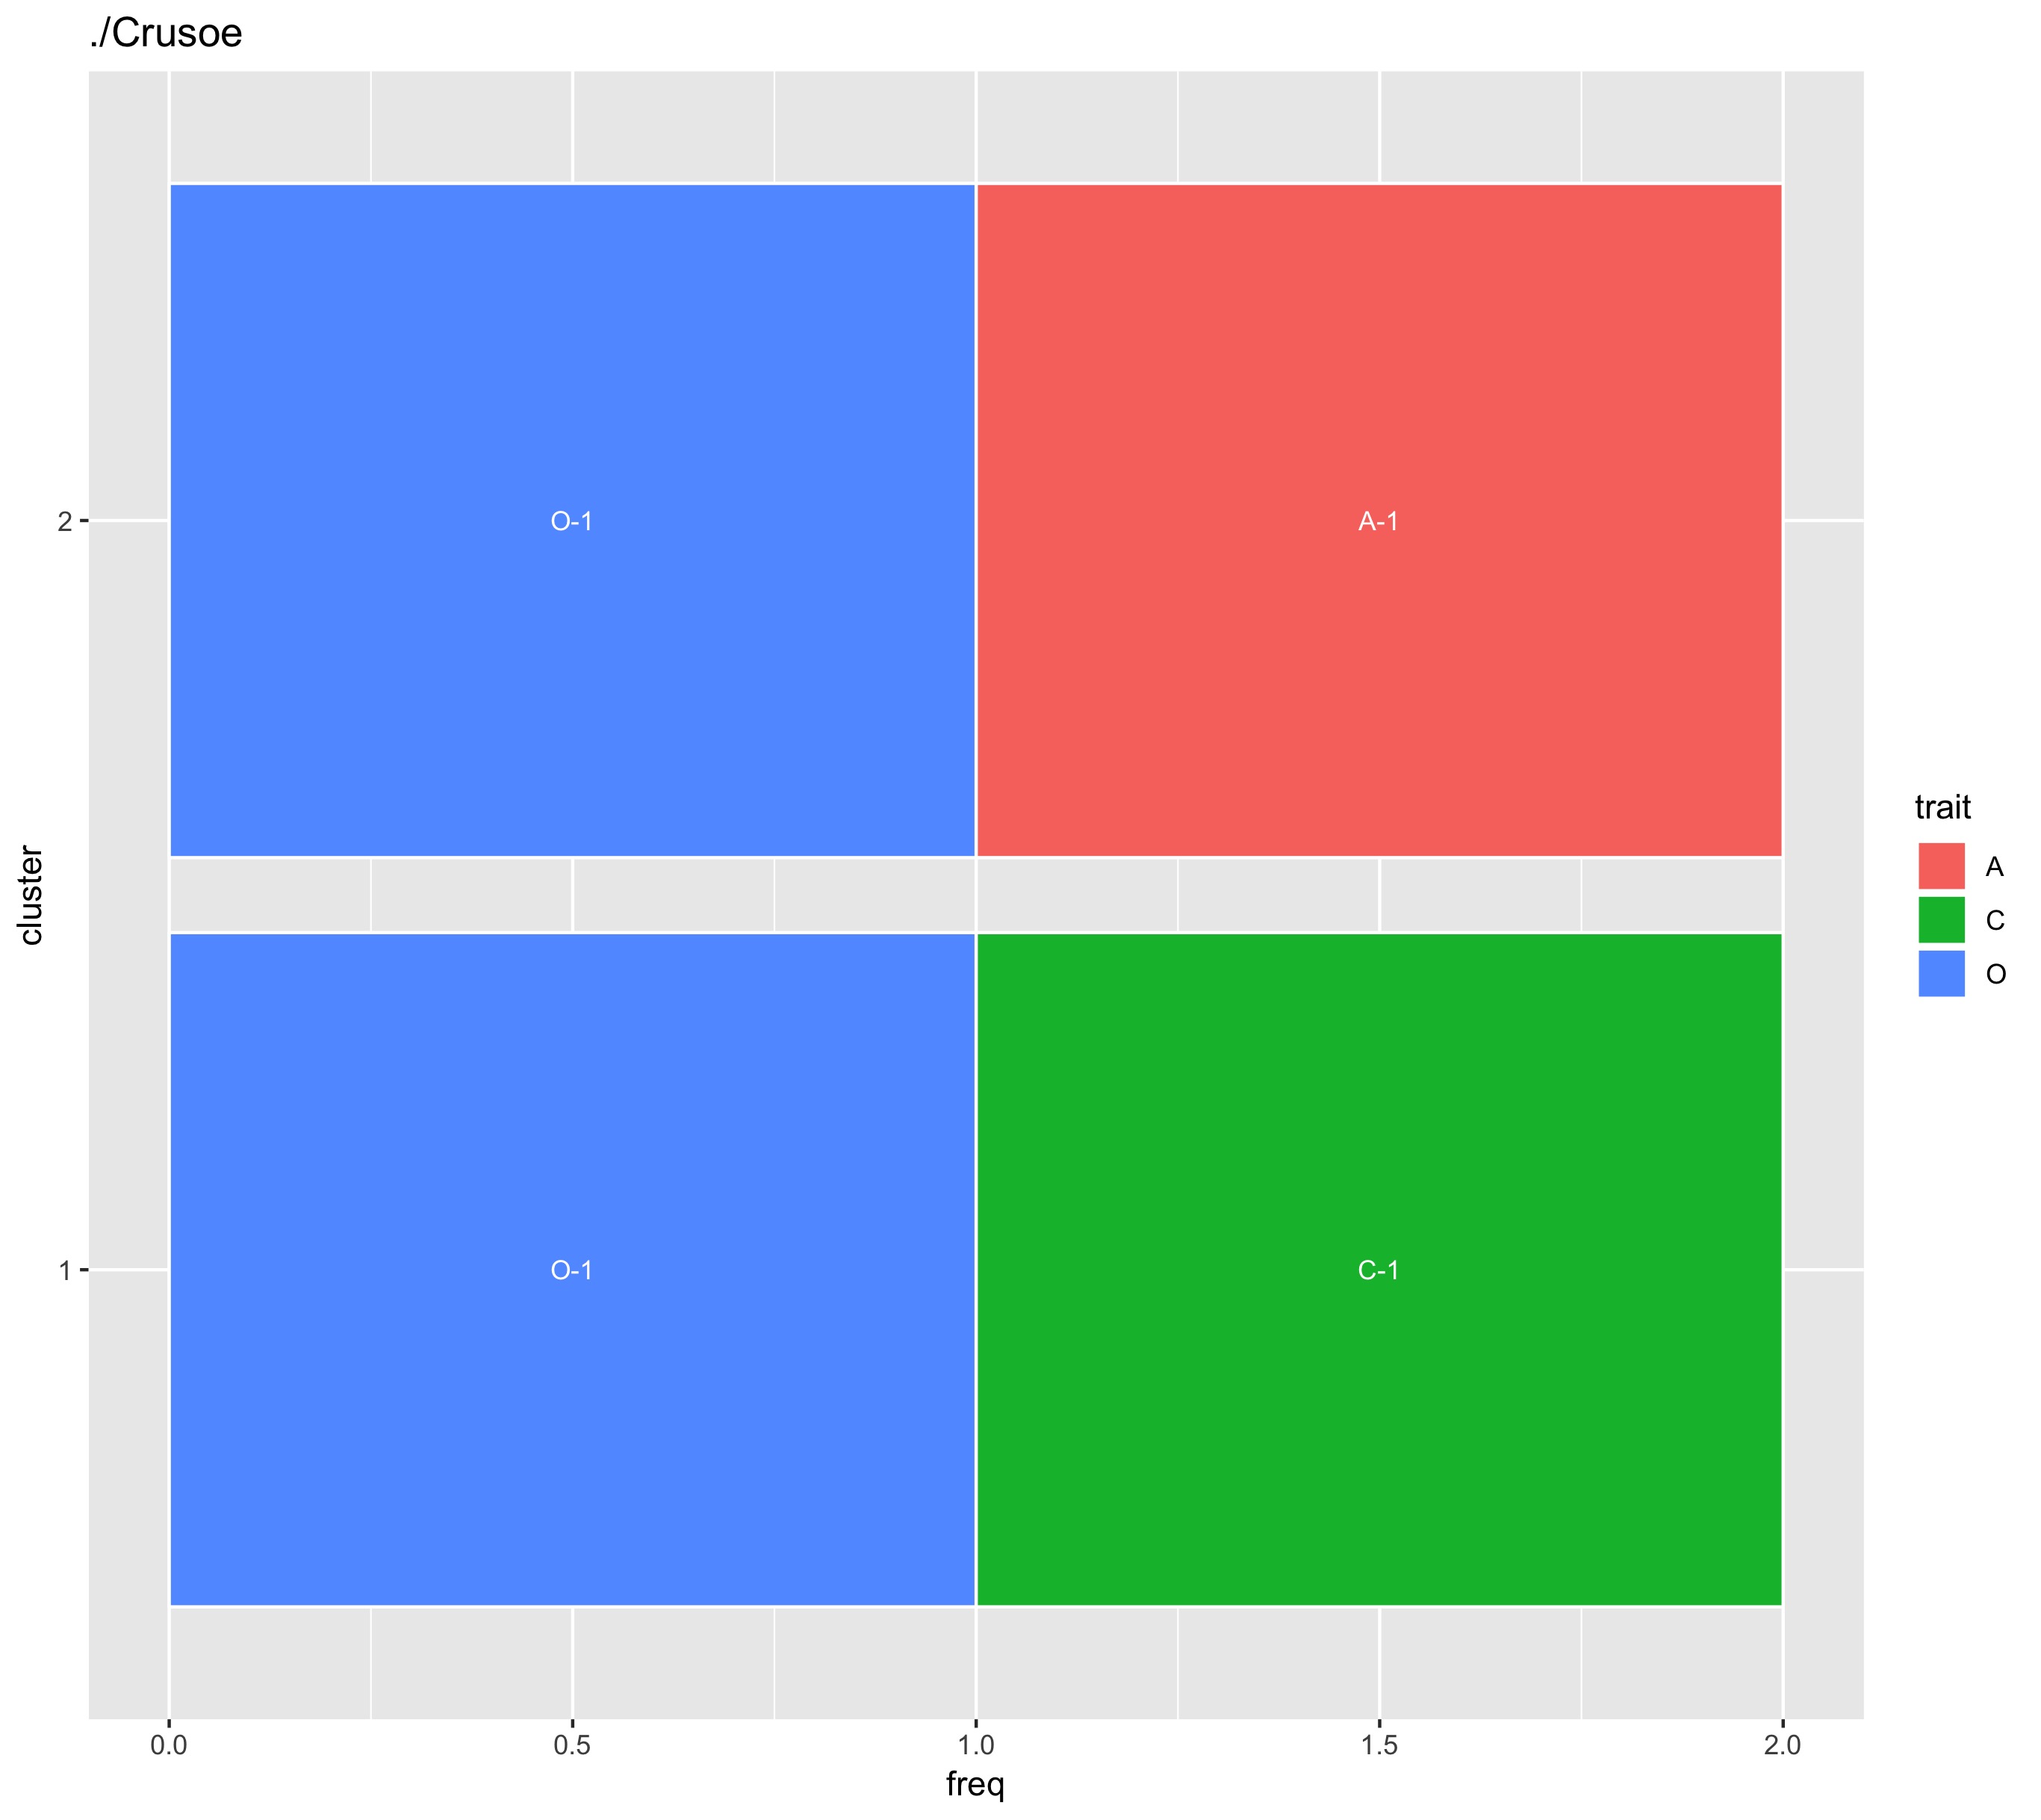 ./Crusoe
cluster
2
1
O-1
A-1
O-1
C-1
trait
A
C
O
0.0
0.5
1.0
1.5
2.0
freq